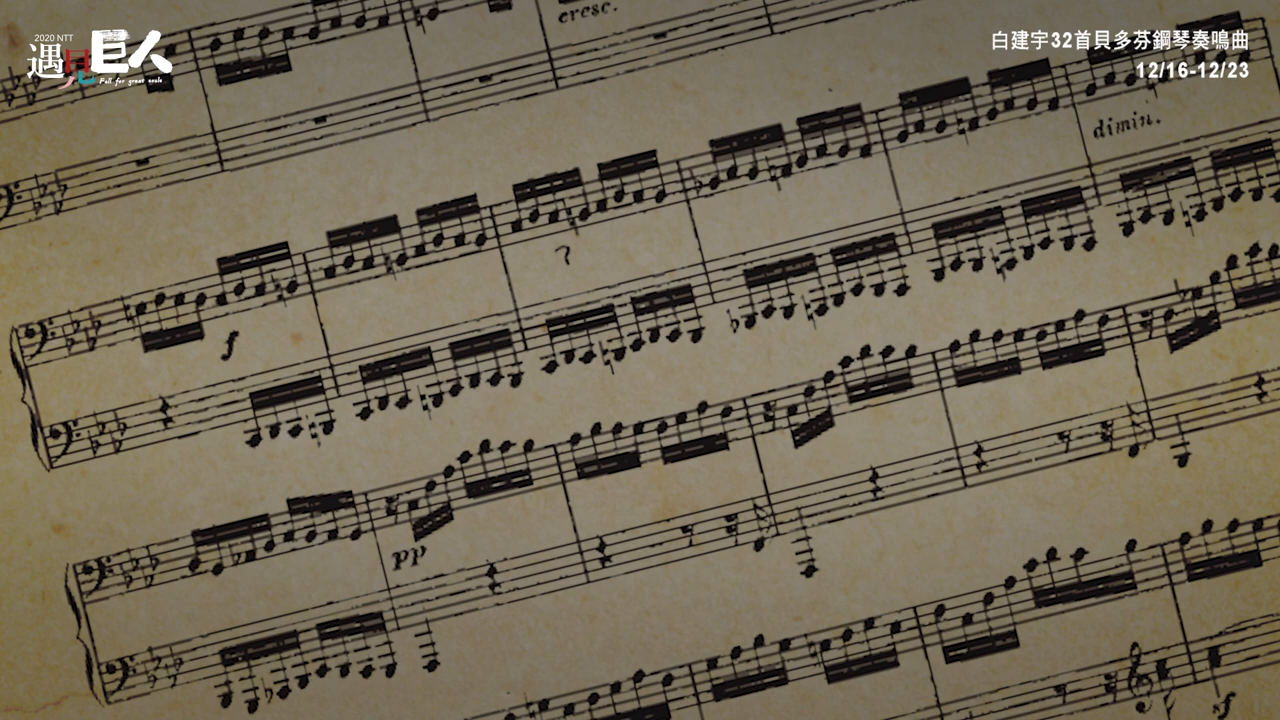 2020 NTT
遇見巨人
Fall for great souls
白建宇32首貝多芬鋼琴奏鳴曲
12/16-12/23
cresc.
dimin.
?
f
pp
sf